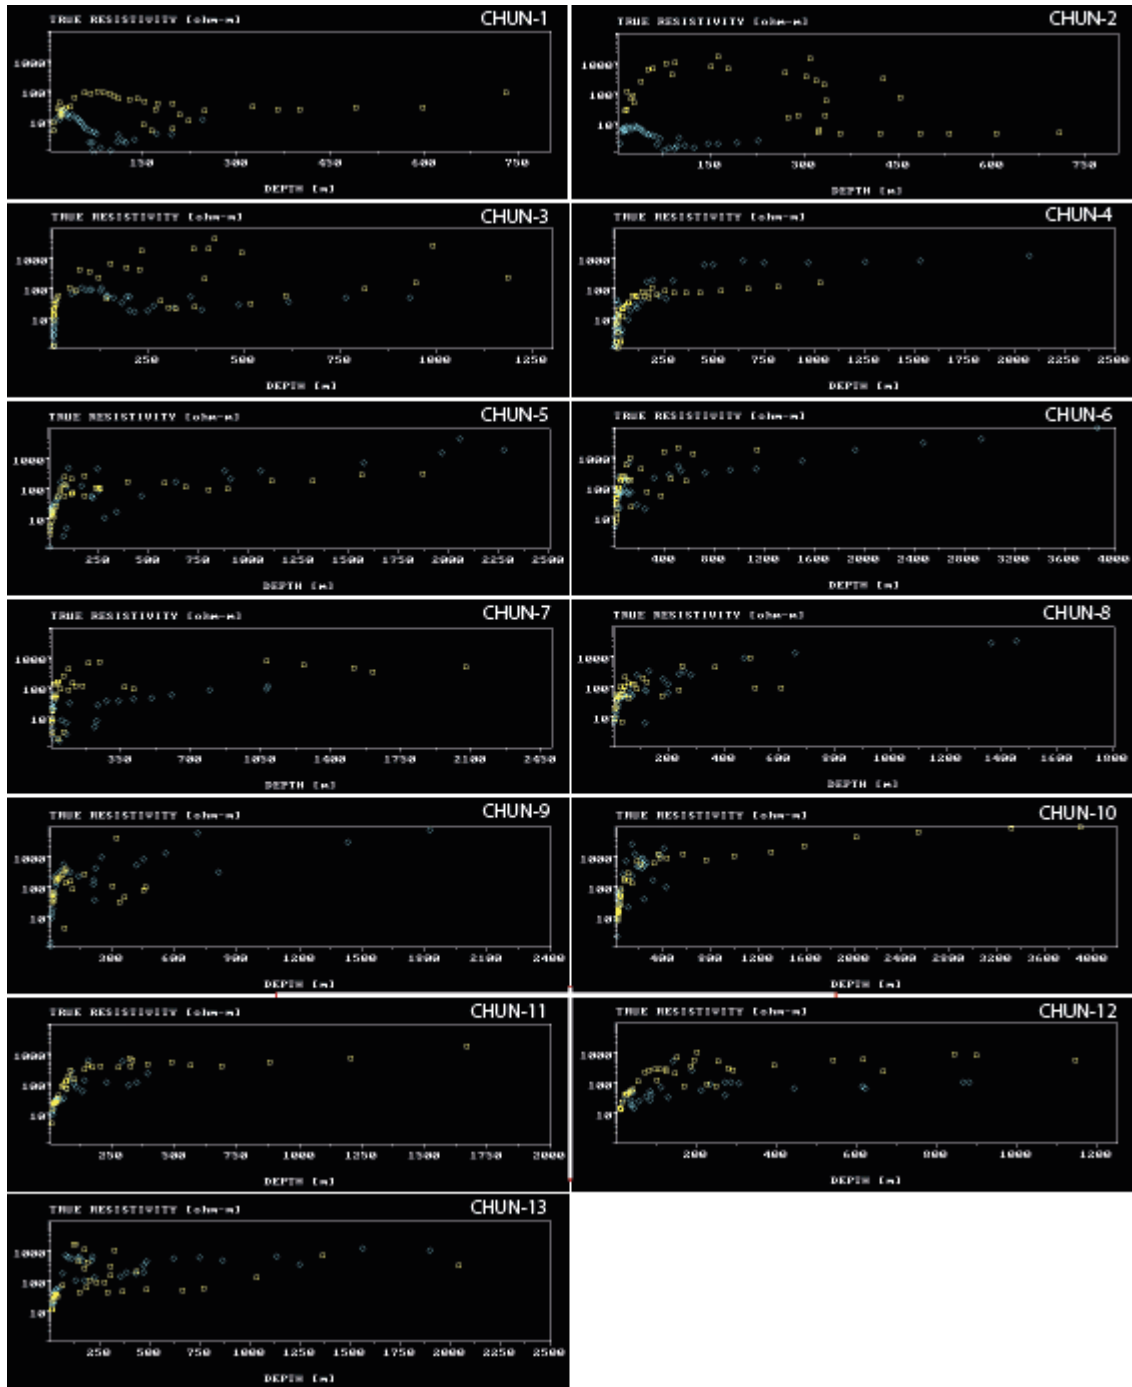 TRUE RESISTIVITY [ohm-m] CHUN-1
1000
100
10
150 300 450 600 750
DEPTH [m]
TRUE RESISTIVITY [ohm-m] CHUN-2
1000
100
10
150 300 450 600 750
DEPTH [m]
TRUE RESISTIVITY [ohm-m] CHUN-3
1000
100
10
250 500 750 1000 1250
DEPTH [m]
TRUE RESISTIVITY [ohm-m] CHUN-4
1000
100
10
250 500 750 1000 1250 1500 1750 2000 2250 2500
DEPTH [m]
TRUE RESISTIVITY [ohm-m] CHUN-5
1000
100
10
250 500 750 1000 1250 1500 1750 2000 2250 2500
DEPTH [m]
TRUE RESISTIVITY [ohm-m] CHUN-6
1000
100
10
400 800 1200 1600 2000 2400 2800 3200 3600 4000
DEPTH [m]
TRUE RESISTIVITY [ohm-m] CHUN-7
1000
100
10
350 700 1050 1400 1750 2100 2450
DEPTH [m]
TRUE RESISTIVITY [ohm-m] CHUN-8
1000
100
10
200 400 600 800 1000 1200 1400 1600 1800
DEPTH [m]
TRUE RESISTIVITY [ohm-m] CHUN-9
1000
100
10
300 600 900 1200 1500 1800 2100 2400
DEPTH [m]
TRUE RESISTIVITY [ohm-m] CHUN-10
1000
100
10
400 800 1200 1600 2000 2400 2800 3200 3600 4000
DEPTH [m]
TRUE RESISTIVITY [ohm-m] CHUN-11
1000
100
10
250 500 750 1000 1250 1500 1750 2000
DEPTH [m]
TRUE RESISTIVITY [ohm-m] CHUN-12
1000
100
10
200 400 600 800 1000 1200
DEPTH [m]
TRUE RESISTIVITY [ohm-m] CHUN-13
1000
100
10
250 500 750 1000 1250 1500 1750 2000 2250 2500
DEPTH [m]